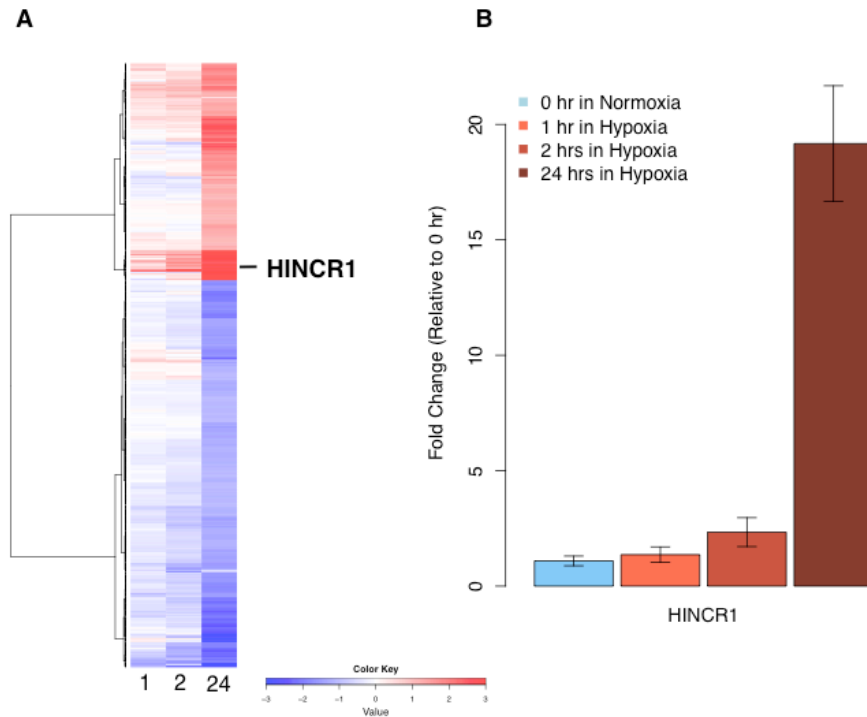 A
HINCR1
1 2 24
Color Key
−3 −2 −1 0 1 2 3
Value
B
0 hr in Normoxia
1 hr in Hypoxia
2 hrs in Hypoxia
24 hrs in Hypoxia
Fold Change (Relative to 0 hr)
20
15
10
5
0
HINCR1